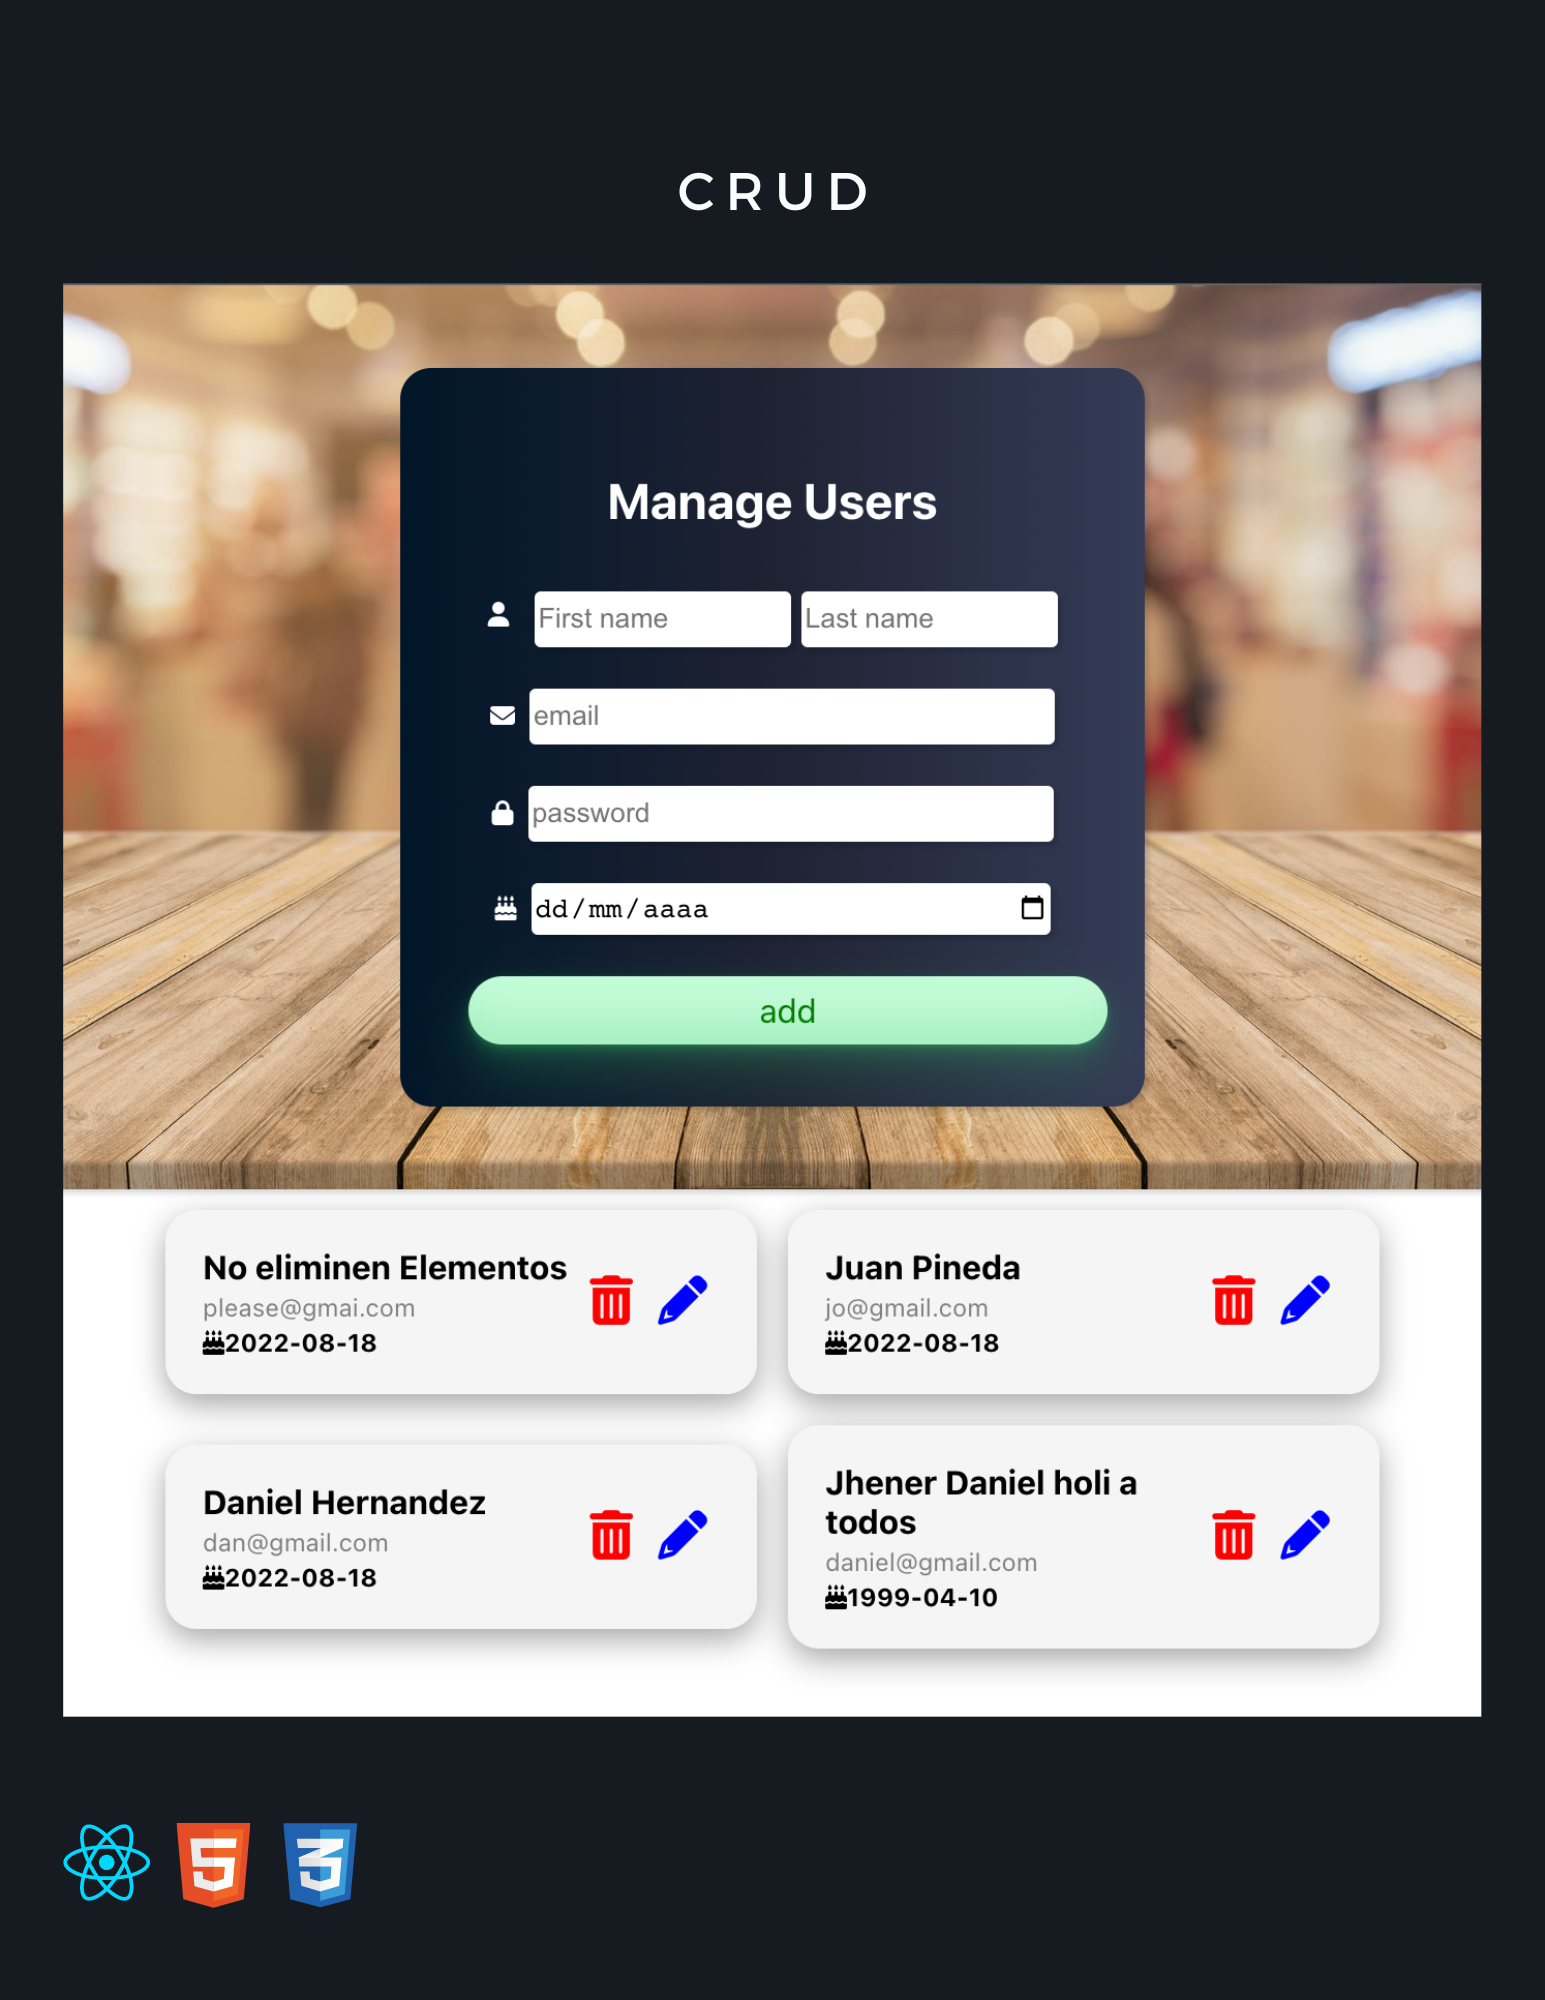 CRUD
Manage Users
First name Last name
email
password
dd/mm/aaaa
add
No eliminen Elementos
please@gmai.com
2022-08-18
Juan Pineda
jo@gmail.com
2022-08-18
Daniel Hernandez
dan@gmail.com
2022-08-18
Jhener Daniel holi a
todos
daniel@gmail.com
1999-04-10
5 3